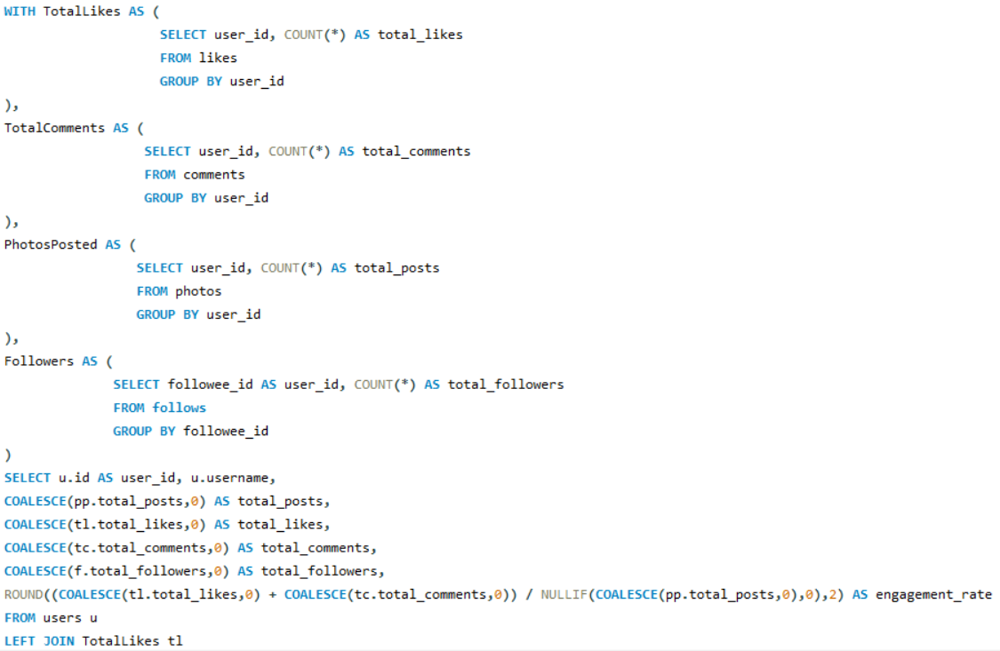 WITH TotalLikes AS (
SELECT user_id, COUNT(*) AS total_likes
FROM likes
GROUP BY user_id
),
TotalComments AS (
SELECT user_id, COUNT(*) AS total_comments
FROM comments
GROUP BY user_id
),
PhotosPosted AS (
SELECT user_id, COUNT(*) AS total_posts
FROM photos
GROUP BY user_id
),
Followers AS (
SELECT followee_id AS user_id, COUNT(*) AS total_followers
FROM follows
GROUP BY followee_id
)
SELECT u.id AS user_id, u.username,
COALESCE(pp.total_posts,0) AS total_posts,
COALESCE(tl.total_likes,0) AS total_likes,
COALESCE(tc.total_comments,0) AS total_comments,
COALESCE(f.total_followers,0) AS total_followers,
ROUND((COALESCE(tl.total_likes,0) + COALESCE(tc.total_comments,0)) / NULLIF(COALESCE(pp.total_posts,0),0),2) AS engagement_rate
FROM users u
LEFT JOIN TotalLikes tl